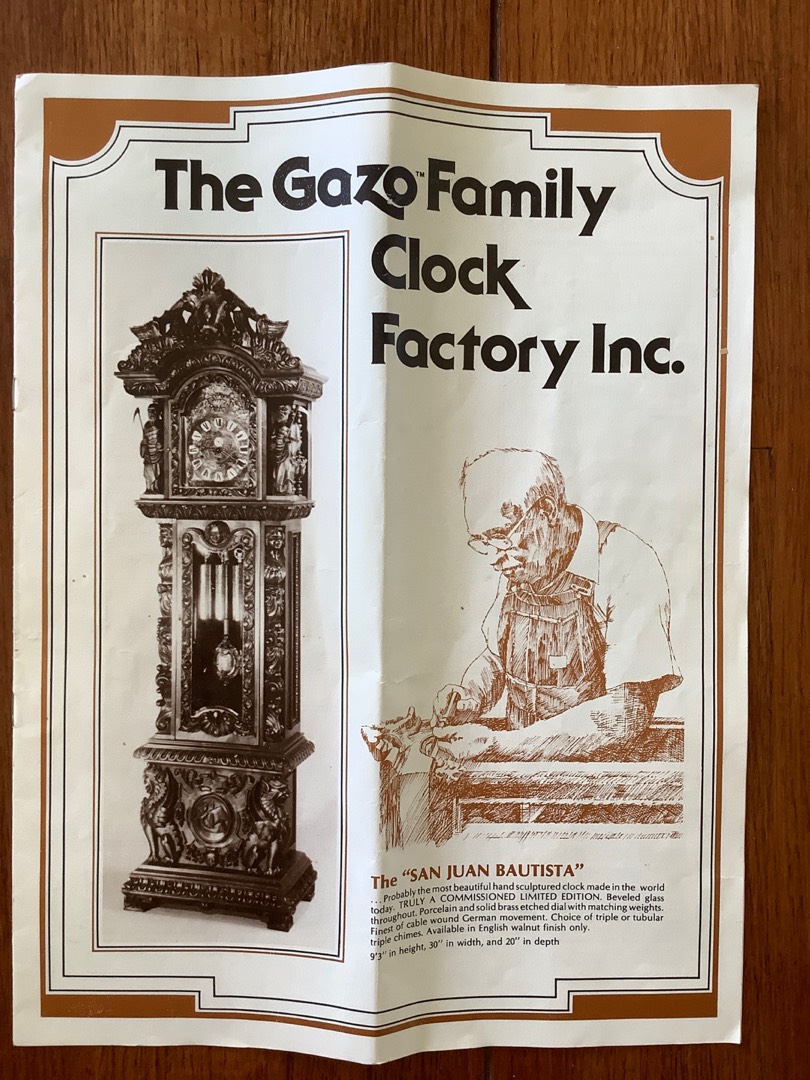 The Gazo™ Family
Clock
Factory Inc.
The "SAN JUAN BAUTISTA"
... Probably the most beautiful hand sculptured clock made in the world
today. TRULY A COMMISSIONED LIMITED EDITION. Beveled glass
throughout. Porcelain and solid brass etched dial with matching weights.
Finest of cable wound German movement. Choice of triple or tubular
triple chimes. Available in English walnut finish only.
9'3" in height, 30" in width, and 20" in depth